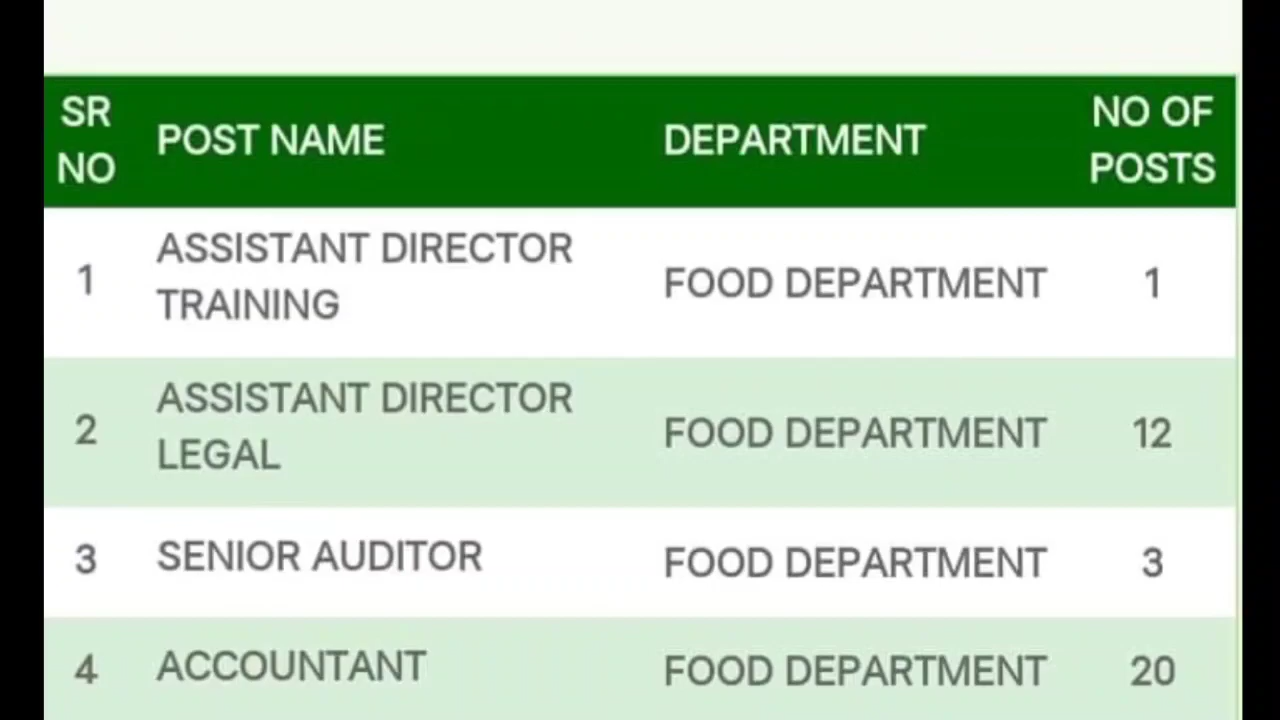 SR NO POST NAME DEPARTMENT NO OF POSTS
1 ASSISTANT DIRECTOR TRAINING FOOD DEPARTMENT 1
2 ASSISTANT DIRECTOR LEGAL FOOD DEPARTMENT 12
3 SENIOR AUDITOR FOOD DEPARTMENT 3
4 ACCOUNTANT FOOD DEPARTMENT 20